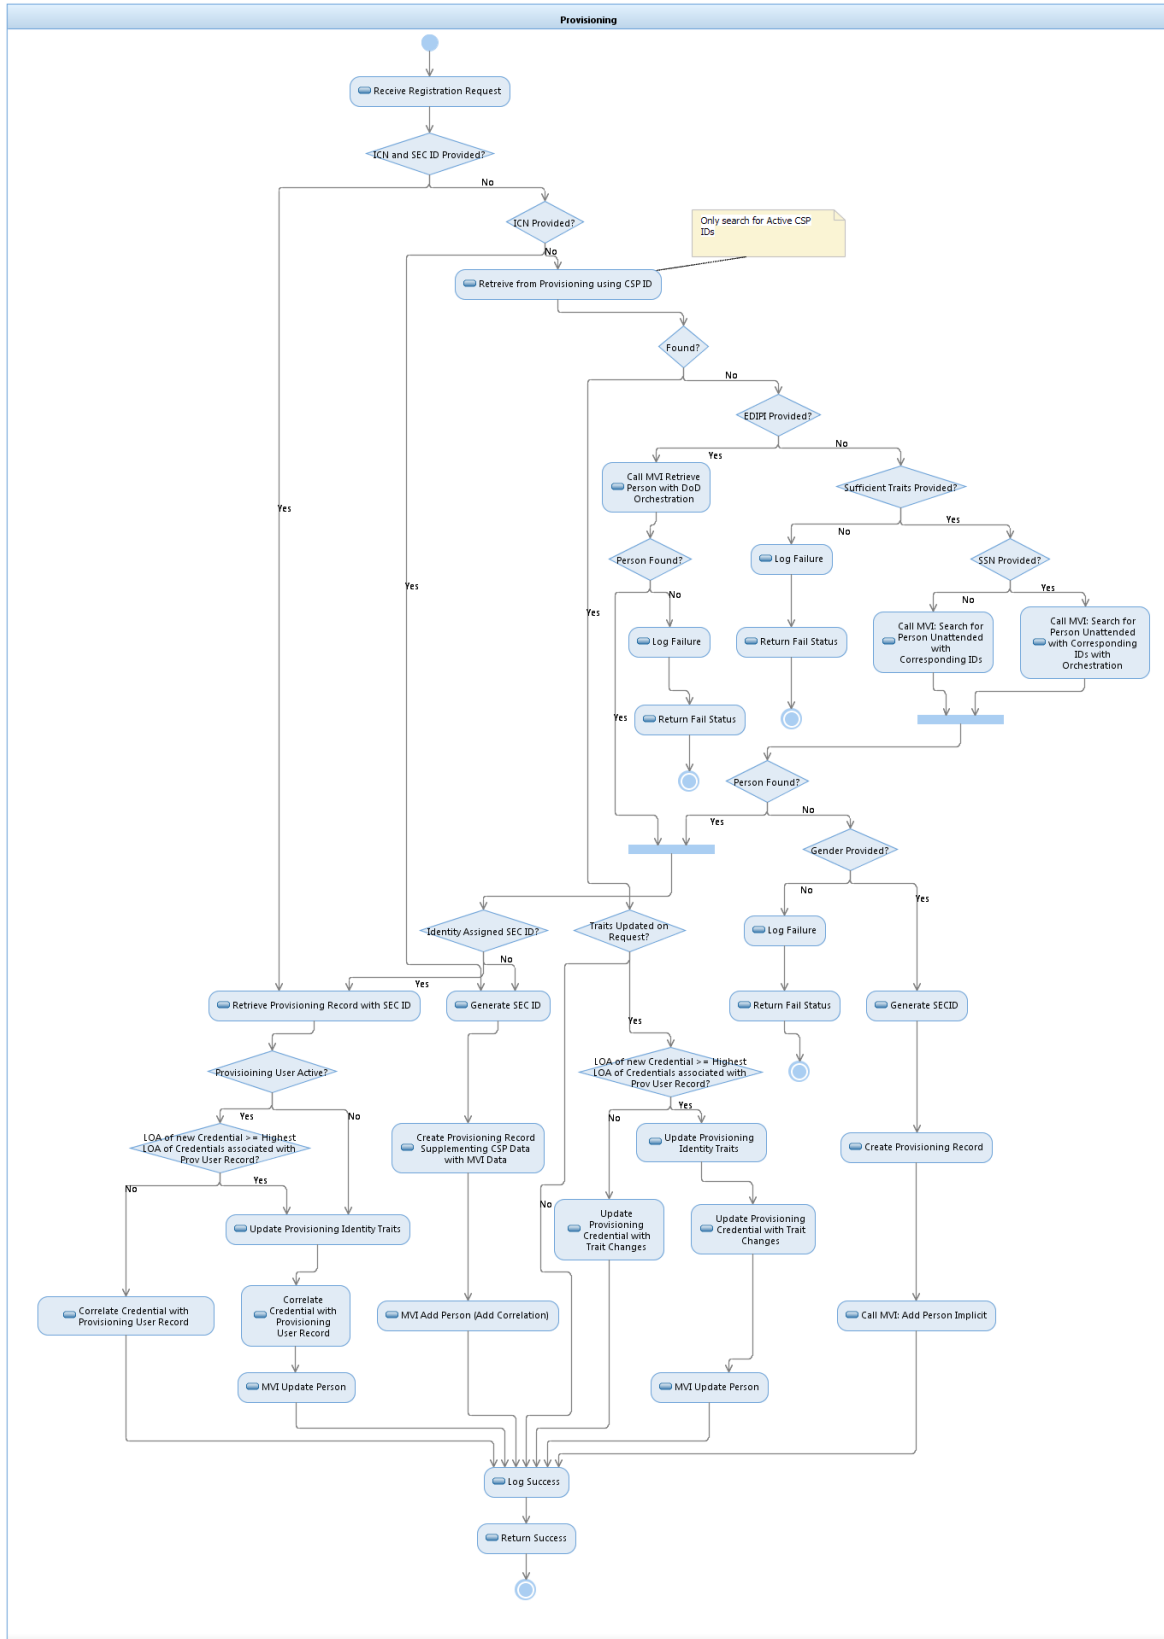 Provisioning
Receive Registration Request
ICN and SEC ID Provided?
No
ICN Provided?
Only search for Active CSP
IDs
No
Retreive from Provisioning using CSP ID
Found?
No
EDIPI Provided?
No
Yes
Call MVI Retrieve
Person with DoD
Orchestration
Sufficient Traits Provided?
Yes
Yes
No
Person Found?
Log Failure
SSN Provided?
Yes
Yes
No
No
Yes
Log Failure
Return Fail Status
Call MVI: Search for
Person Unattended
with
Corresponding IDs
Call MVI: Search for
Person Unattended
with Corresponding
IDs with
Orchestration
Yes
Return Fail Status
Person Found?
No
Yes
Gender Provided?
No
Yes
Identity Assigned SEC ID?
Traits Updated on
Request?
Log Failure
No
Yes
Retrieve Provisioning Record with SEC ID
Generate SEC ID
Return Fail Status
Generate SECID
Yes
Provisioining User Active?
LOA of new Credential >= Highest
LOA of Credentials associated with
Prov User Record?
Yes
No
No
Yes
LOA of new Credential >= Highest
LOA of Credentials associated with
Prov User Record?
Create Provisioning Record
Supplementing CSP Data
with MVI Data
Update Provisioning
Identity Traits
Create Provisioning Record
No
Yes
No
Update Provisioning Identity Traits
Update
Provisioning
Credential with
Trait Changes
Update Provisioning
Credential with Trait
Changes
Correlate Credential with
Provisioning User Record
Correlate
Credential with
Provisioning
User Record
MVI Add Person (Add Correlation)
Call MVI: Add Person Implicit
MVI Update Person
MVI Update Person
Log Success
Return Success